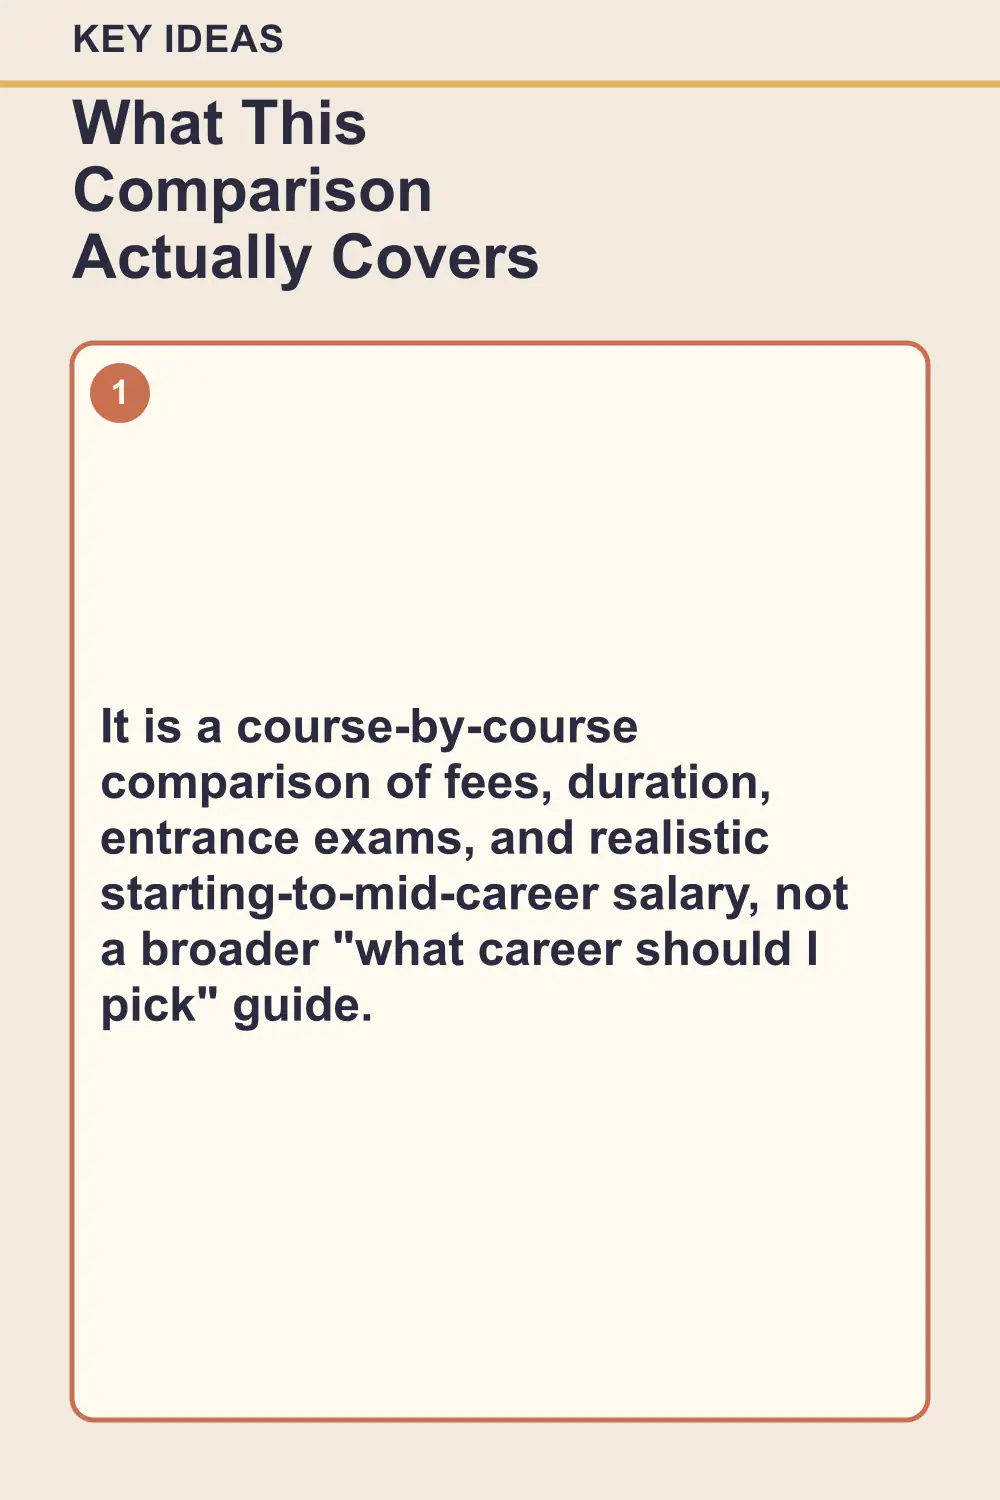 KEY IDEAS
What This
Comparison
Actually Covers
1
It is a course-by-course
comparison of fees, duration,
entrance exams, and realistic
starting-to-mid-career salary, not
a broader "what career should I
pick" guide.